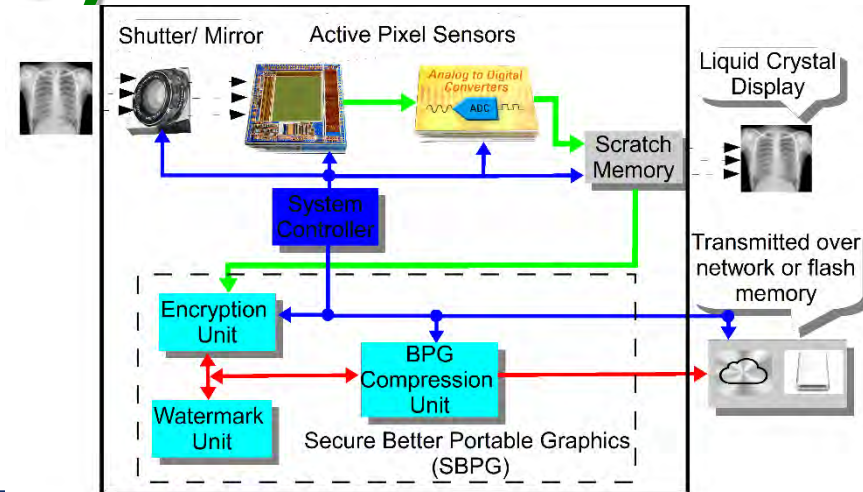 Shutter/ Mirror
Active Pixel Sensors
Liquid Crystal
Display
Analog to Digital
Converters
ADC
Scratch
Memory
System
Controller
Transmitted over
network or flash
memory
Encryption
Unit
BPG
Compression
Unit
Watermark
Unit
Secure Better Portable Graphics
(SBPG)